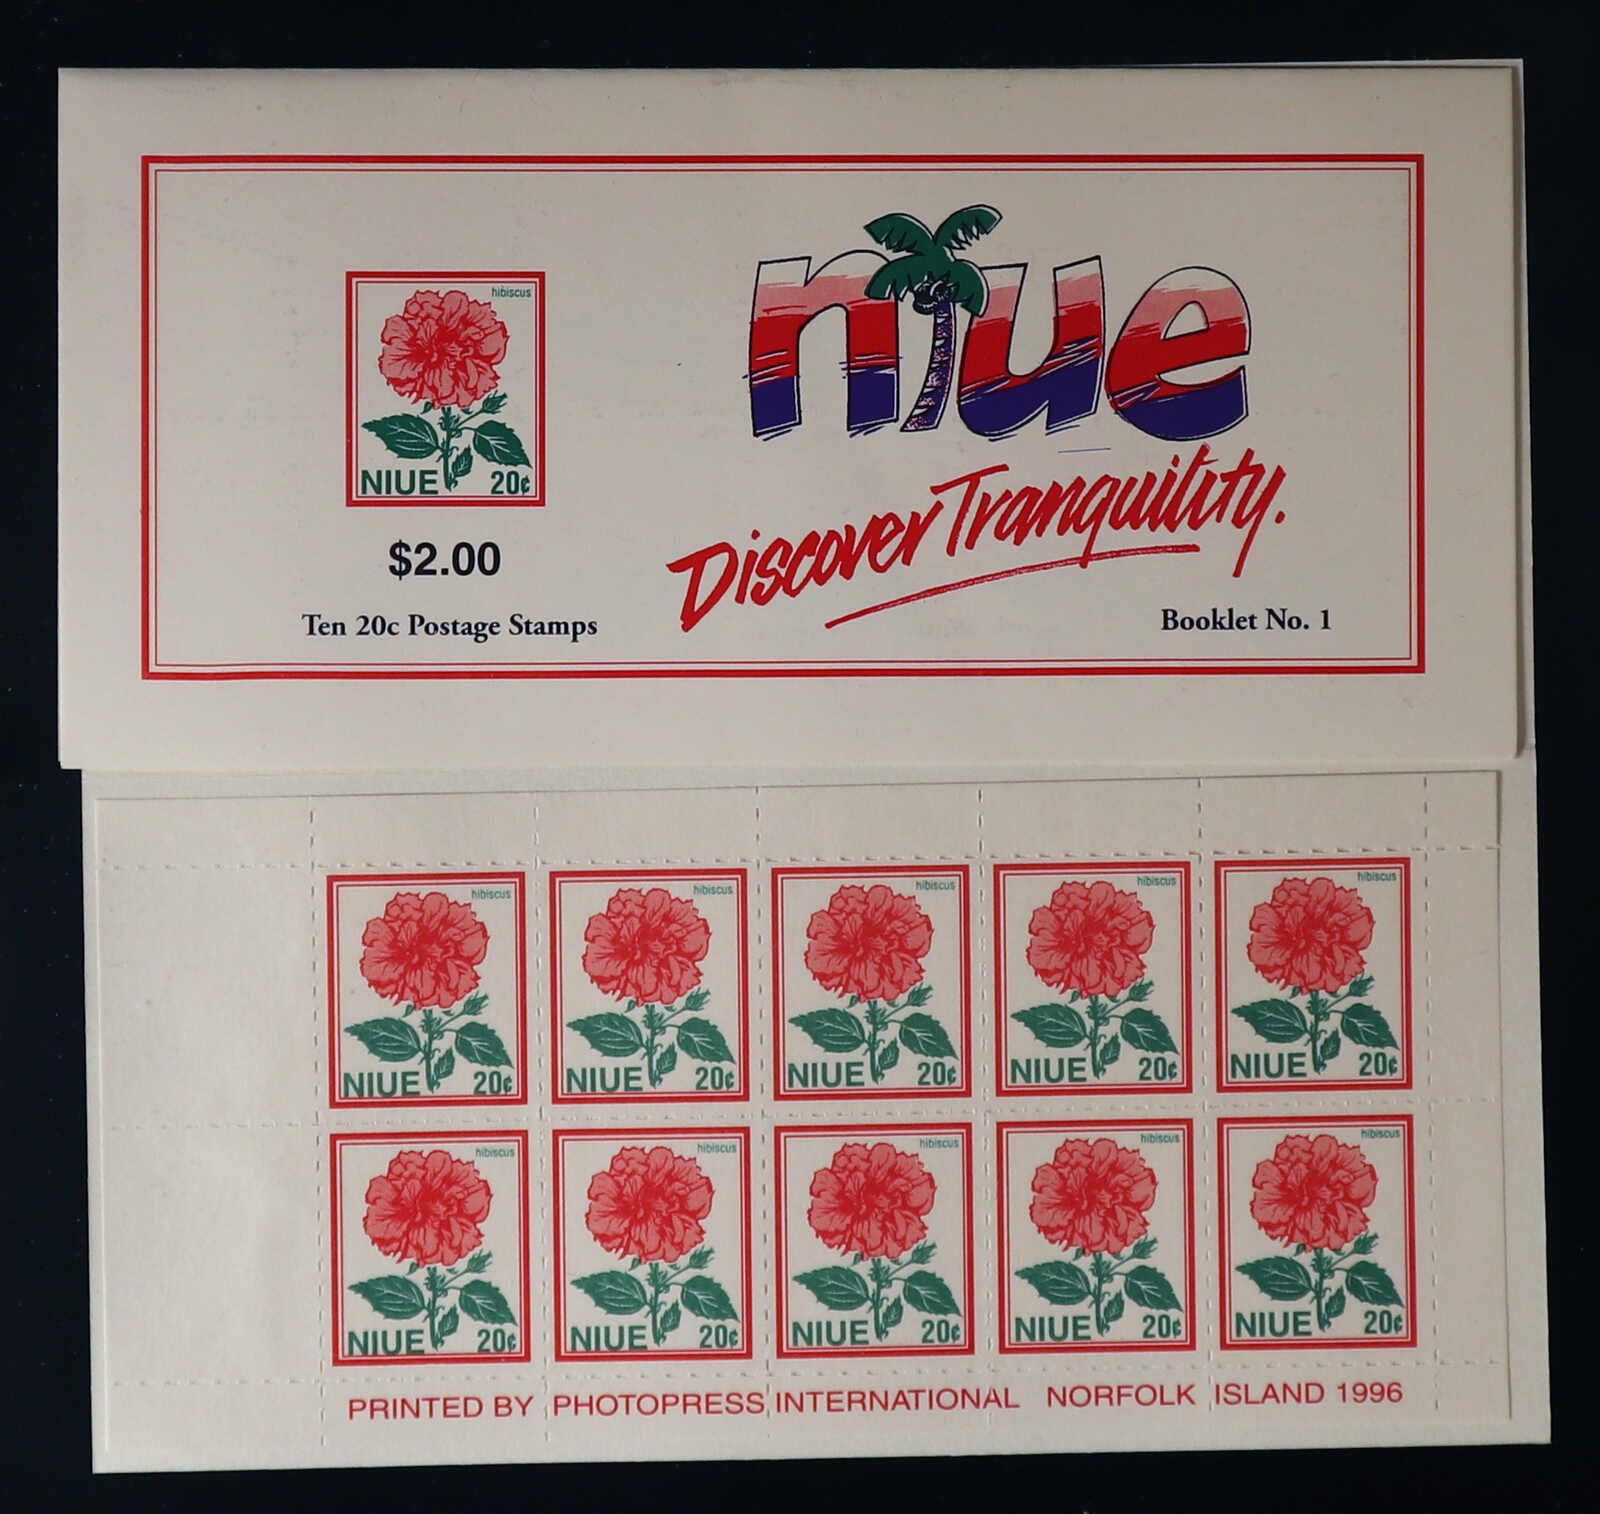 hibiscus
NIUE 20¢
$2.00
Ten 20c Postage Stamps
niue
Discover Tranquility.
Booklet No. 1
hibiscus hibiscus hibiscus hibiscus hibiscus
NIUE 20¢ NIUE 20¢ NIUE 20¢ NIUE 20¢ NIUE 20¢
hibiscus hibiscus hibiscus hibiscus hibiscus
NIUE 20¢ NIUE 20¢ NIUE 20¢ NIUE 20¢ NIUE 20¢
PRINTED BY PHOTOPRESS INTERNATIONAL NORFOLK ISLAND 1996